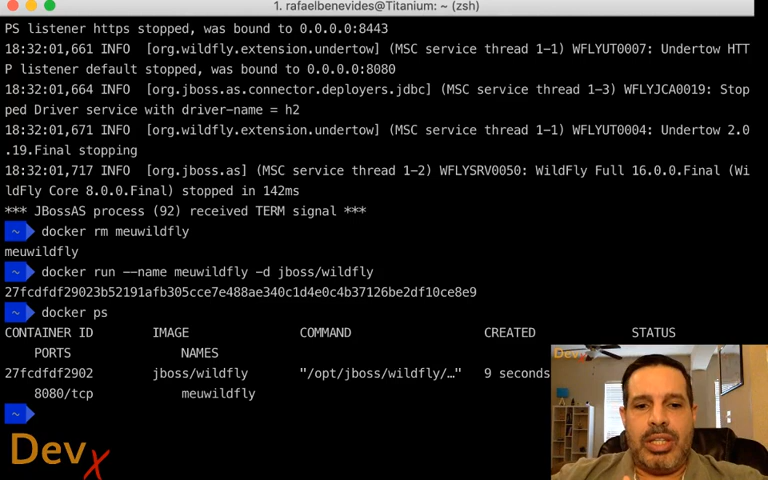 1. rafaelbenevides@Titanium: ~ (zsh)
PS listener https stopped, was bound to 0.0.0.0:8443
18:32:01,661 INFO  [org.wildfly.extension.undertow] (MSC service thread 1-1) WFLYUT0007: Undertow HTT
P listener default stopped, was bound to 0.0.0.0:8080
18:32:01,664 INFO  [org.jboss.as.connector.deployers.jdbc] (MSC service thread 1-3) WFLYJCA0019: Stop
ped Driver service with driver-name = h2
18:32:01,671 INFO  [org.wildfly.extension.undertow] (MSC service thread 1-1) WFLYUT0004: Undertow 2.0
.19.Final stopping
18:32:01,717 INFO  [org.jboss.as] (MSC service thread 1-2) WFLYSRV0050: WildFly Full 16.0.0.Final (Wi
ldFly Core 8.0.0.Final) stopped in 142ms
*** JBossAS process (92) received TERM signal ***
~ docker rm meuwildfly
meuwildfly
~ docker run --name meuwildfly -d jboss/wildfly
27fcdfdf29023b52191afb305cce7e488ae340c1d4e0c4b37126be2df10ce8e9
~ docker ps
CONTAINER ID        IMAGE               COMMAND                  CREATED             STATUS
PORTS               NAMES
27fcdfdf2902        jboss/wildfly       "/opt/jboss/wildfly/…"   9 seconds
8080/tcp            meuwildfly
~
Devx
Dev